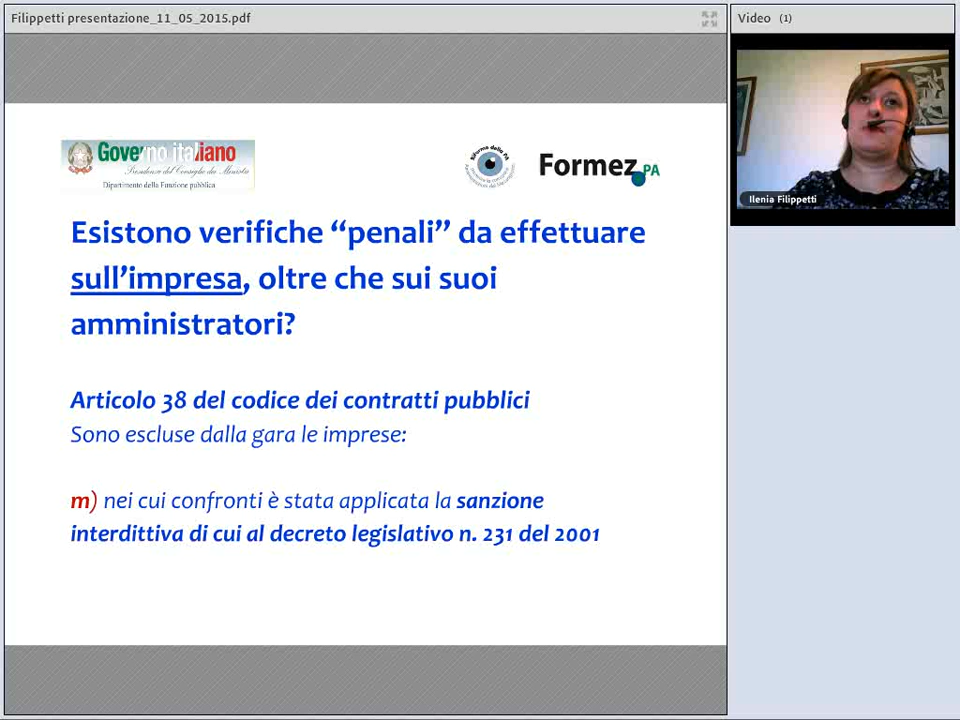 Filippetti presentazione_11_05_2015.pdf
Video (1)
Ilenia Filippetti
Governo italiano
Presidenza del Consiglio dei Ministri
Dipartimento della Funzione pubblica
Formez PA
Esistono verifiche “penali” da effettuare
sull’impresa, oltre che sui suoi
amministratori?
Articolo 38 del codice dei contratti pubblici
Sono escluse dalla gara le imprese:
m) nei cui confronti è stata applicata la sanzione
interdittiva di cui al decreto legislativo n. 231 del 2001